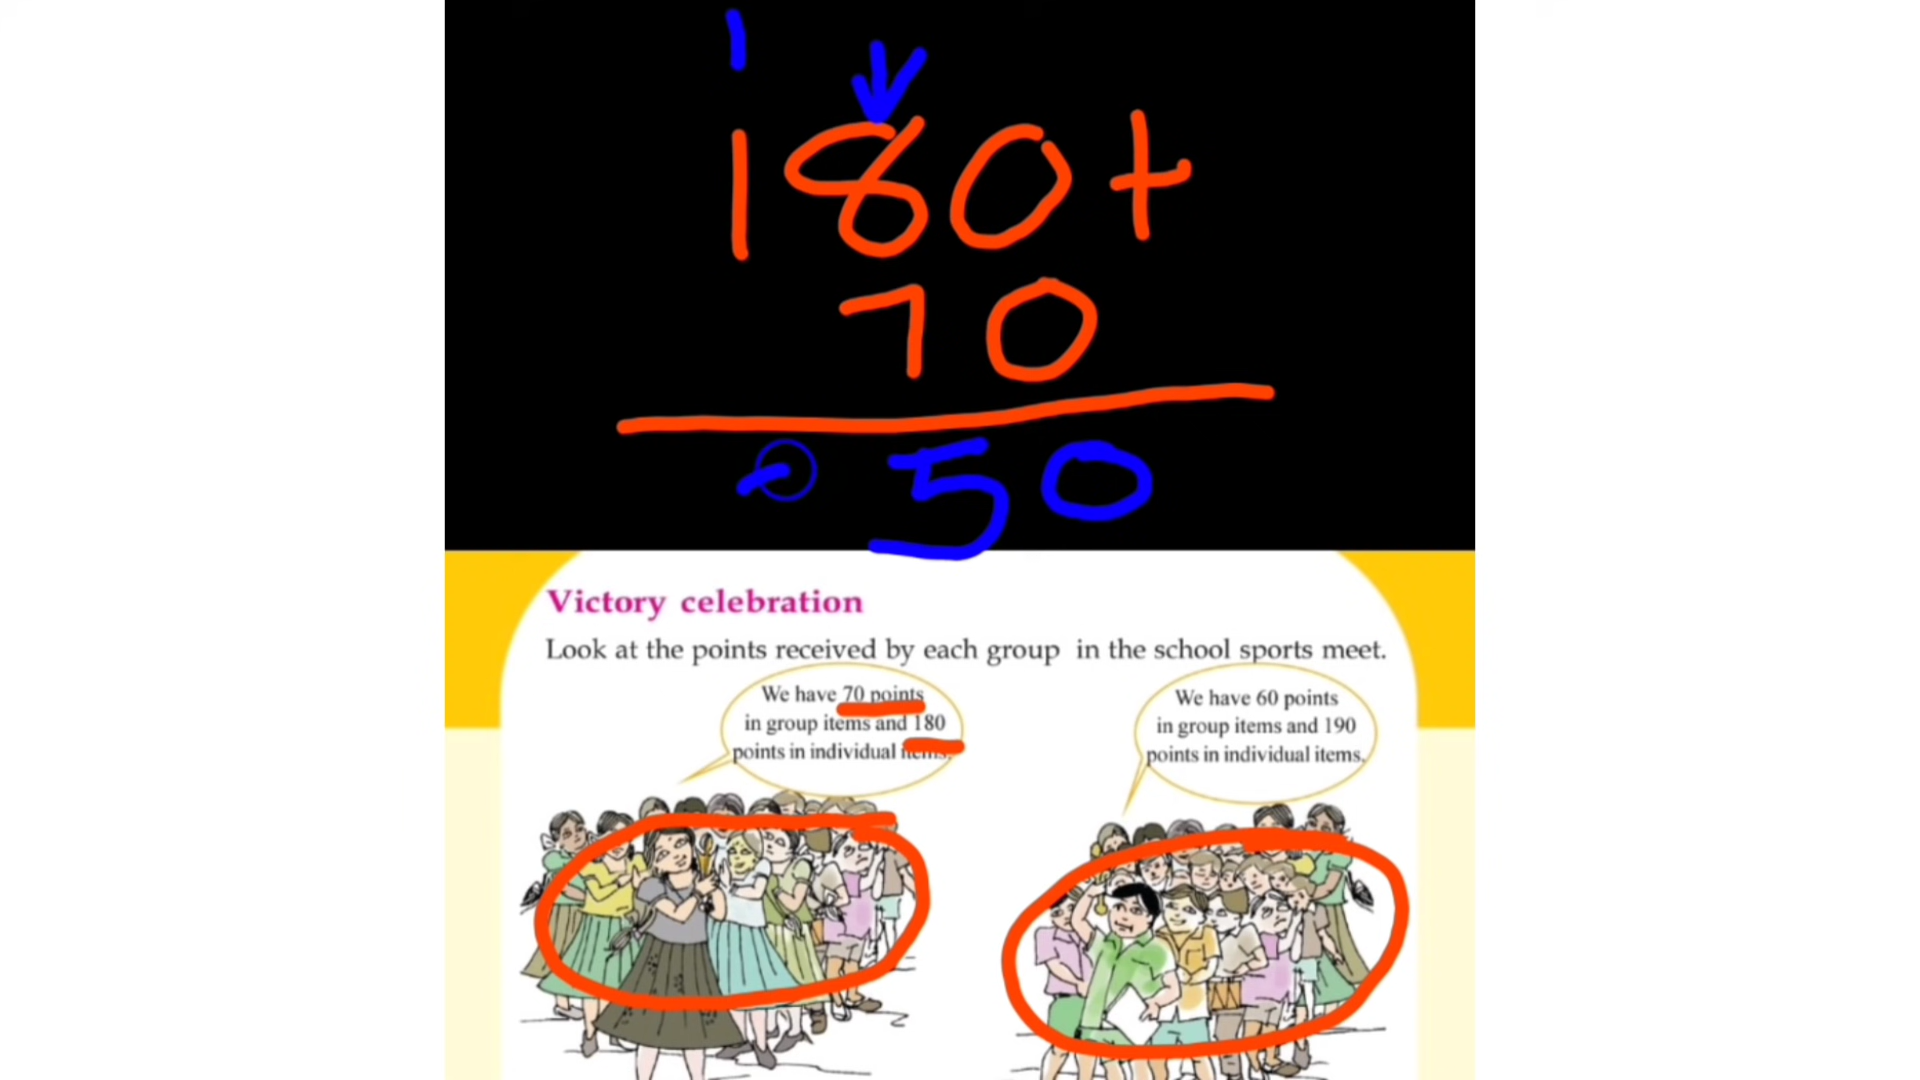 1
180+
70
50
Victory celebration
Look at the points received by each group in the school sports meet.
We have 70 points
in group items and 180
points in individual items.
We have 60 points
in group items and 190
points in individual items.